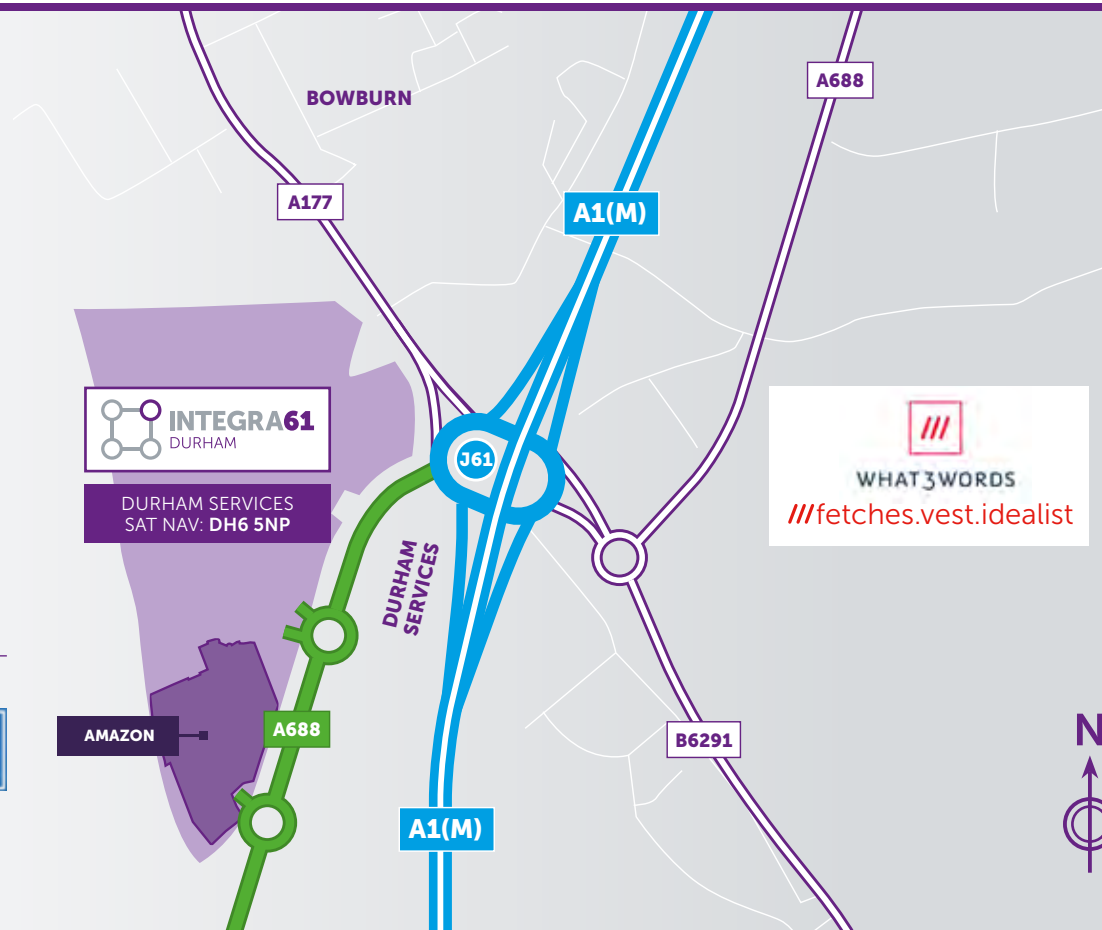 BOWBURN
A688
A177
A1(M)
INTEGRA61
DURHAM
DURHAM SERVICES
SAT NAV: DH6 5NP
J61
WHAT3WORDS
///fetches.vest.idealist
DURHAM
SERVICES
AMAZON
A688
B6291
N
A1(M)